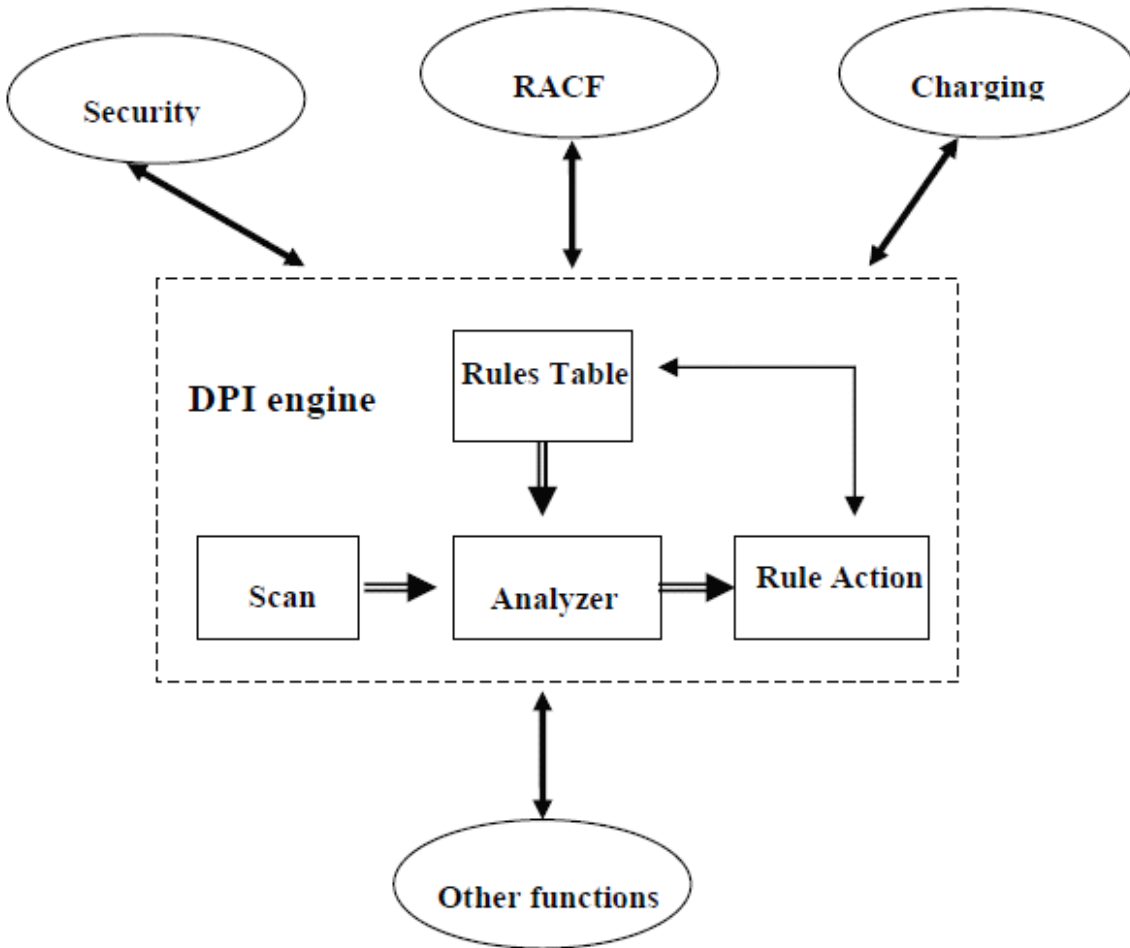 Security
RACF
Charging
Rules Table
DPI engine
Scan
Analyzer
Rule Action
Other functions